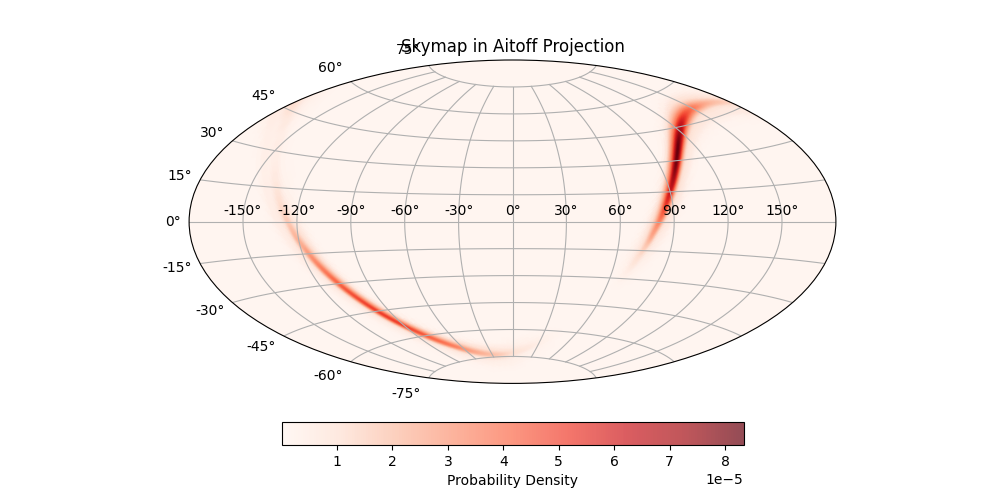 75°
Skymap in Aitoff Projection
60°
45°
30°
15°
-150° -120° -90° -60° -30° 0° 30° 60° 90° 120° 150°
0°
-15°
-30°
-45°
-60°
-75°
1 2 3 4 5 6 7 8
1e−5
Probability Density